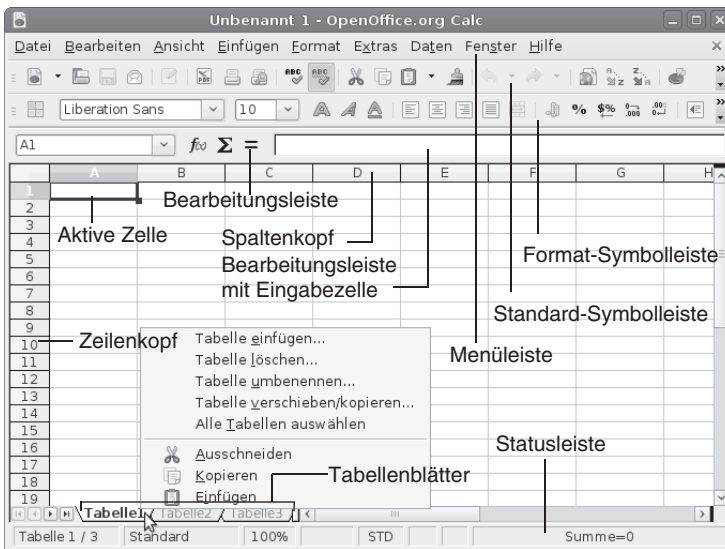 Unbenannt 1 - OpenOffice.org Calc
Datei Bearbeiten Ansicht Einfügen Format Extras Daten Fenster Hilfe
Liberation Sans 10
A1 f(x) Σ =
A B C D E F G H
1
2
3
4
5
6
7
8
9
10
11
12
13
14
15
16
17
18
19
Bearbeitungsleiste
Aktive Zelle
Spaltenkopf
Bearbeitungsleiste
mit Eingabezelle
Format-Symbolleiste
Standard-Symbolleiste
Zeilenkopf
Menüleiste
Tabelle einfügen...
Tabelle löschen...
Tabelle umbenennen...
Tabelle verschieben/kopieren...
Alle Tabellen auswählen
Ausschneiden
Kopieren
Einfügen
Statusleiste
Tabellenblätter
Tabelle1 Tabelle2 Tabelle3
Tabelle 1 / 3 Standard 100% STD Summe=0